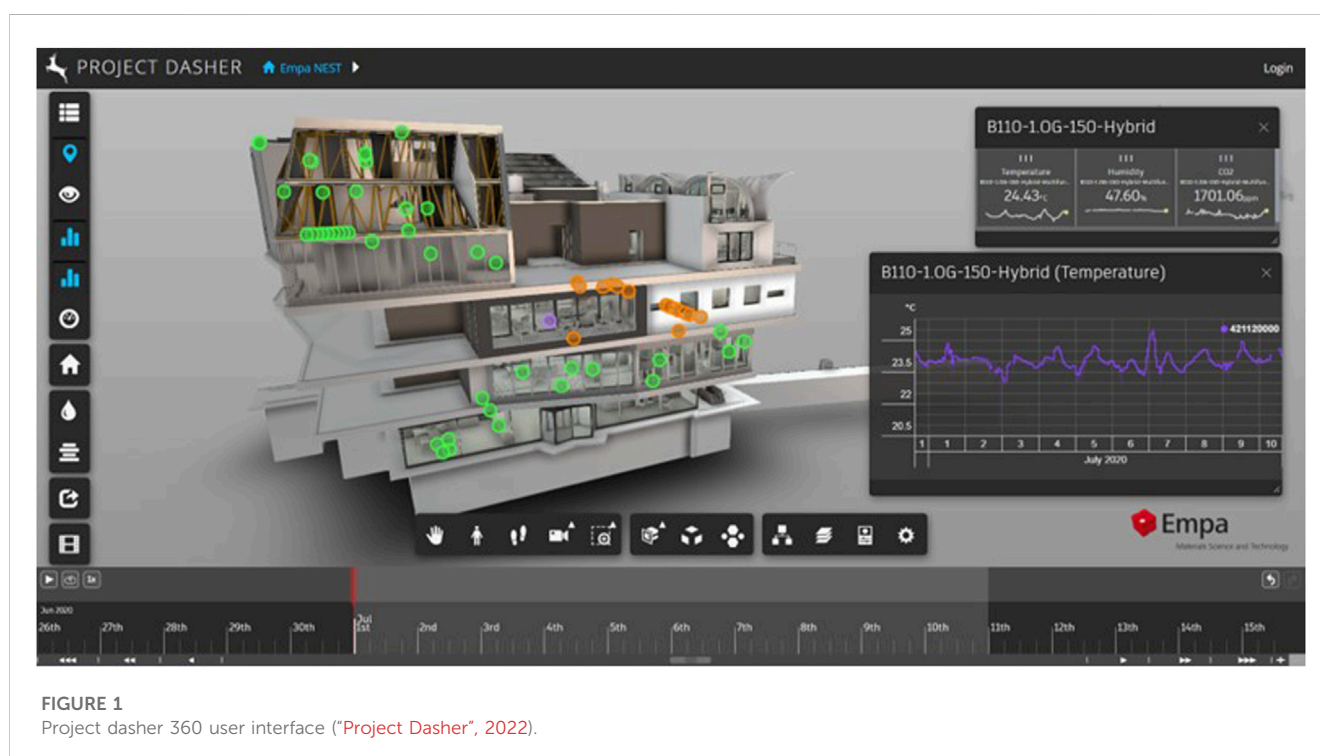 PROJECT DASHER Empa NEST Login
B110-1.OG-150-Hybrid
Temperature Humidity CO2
24.43°C 47.60% 1701.06ppm
B110-1.OG-150-Hybrid (Temperature)
°C
421120000
25
23.5
22
20.5
1 1 2 3 4 5 6 7 8 9 10
July 2020
Empa
Materials Science and Technology
1x
Jun 2020
Jul
26th 27th 28th 29th 30th 1st 2nd 3rd 4th 5th 6th 7th 8th 9th 10th 11th 12th 13th 14th 15th
FIGURE 1
Project dasher 360 user interface ("Project Dasher", 2022).